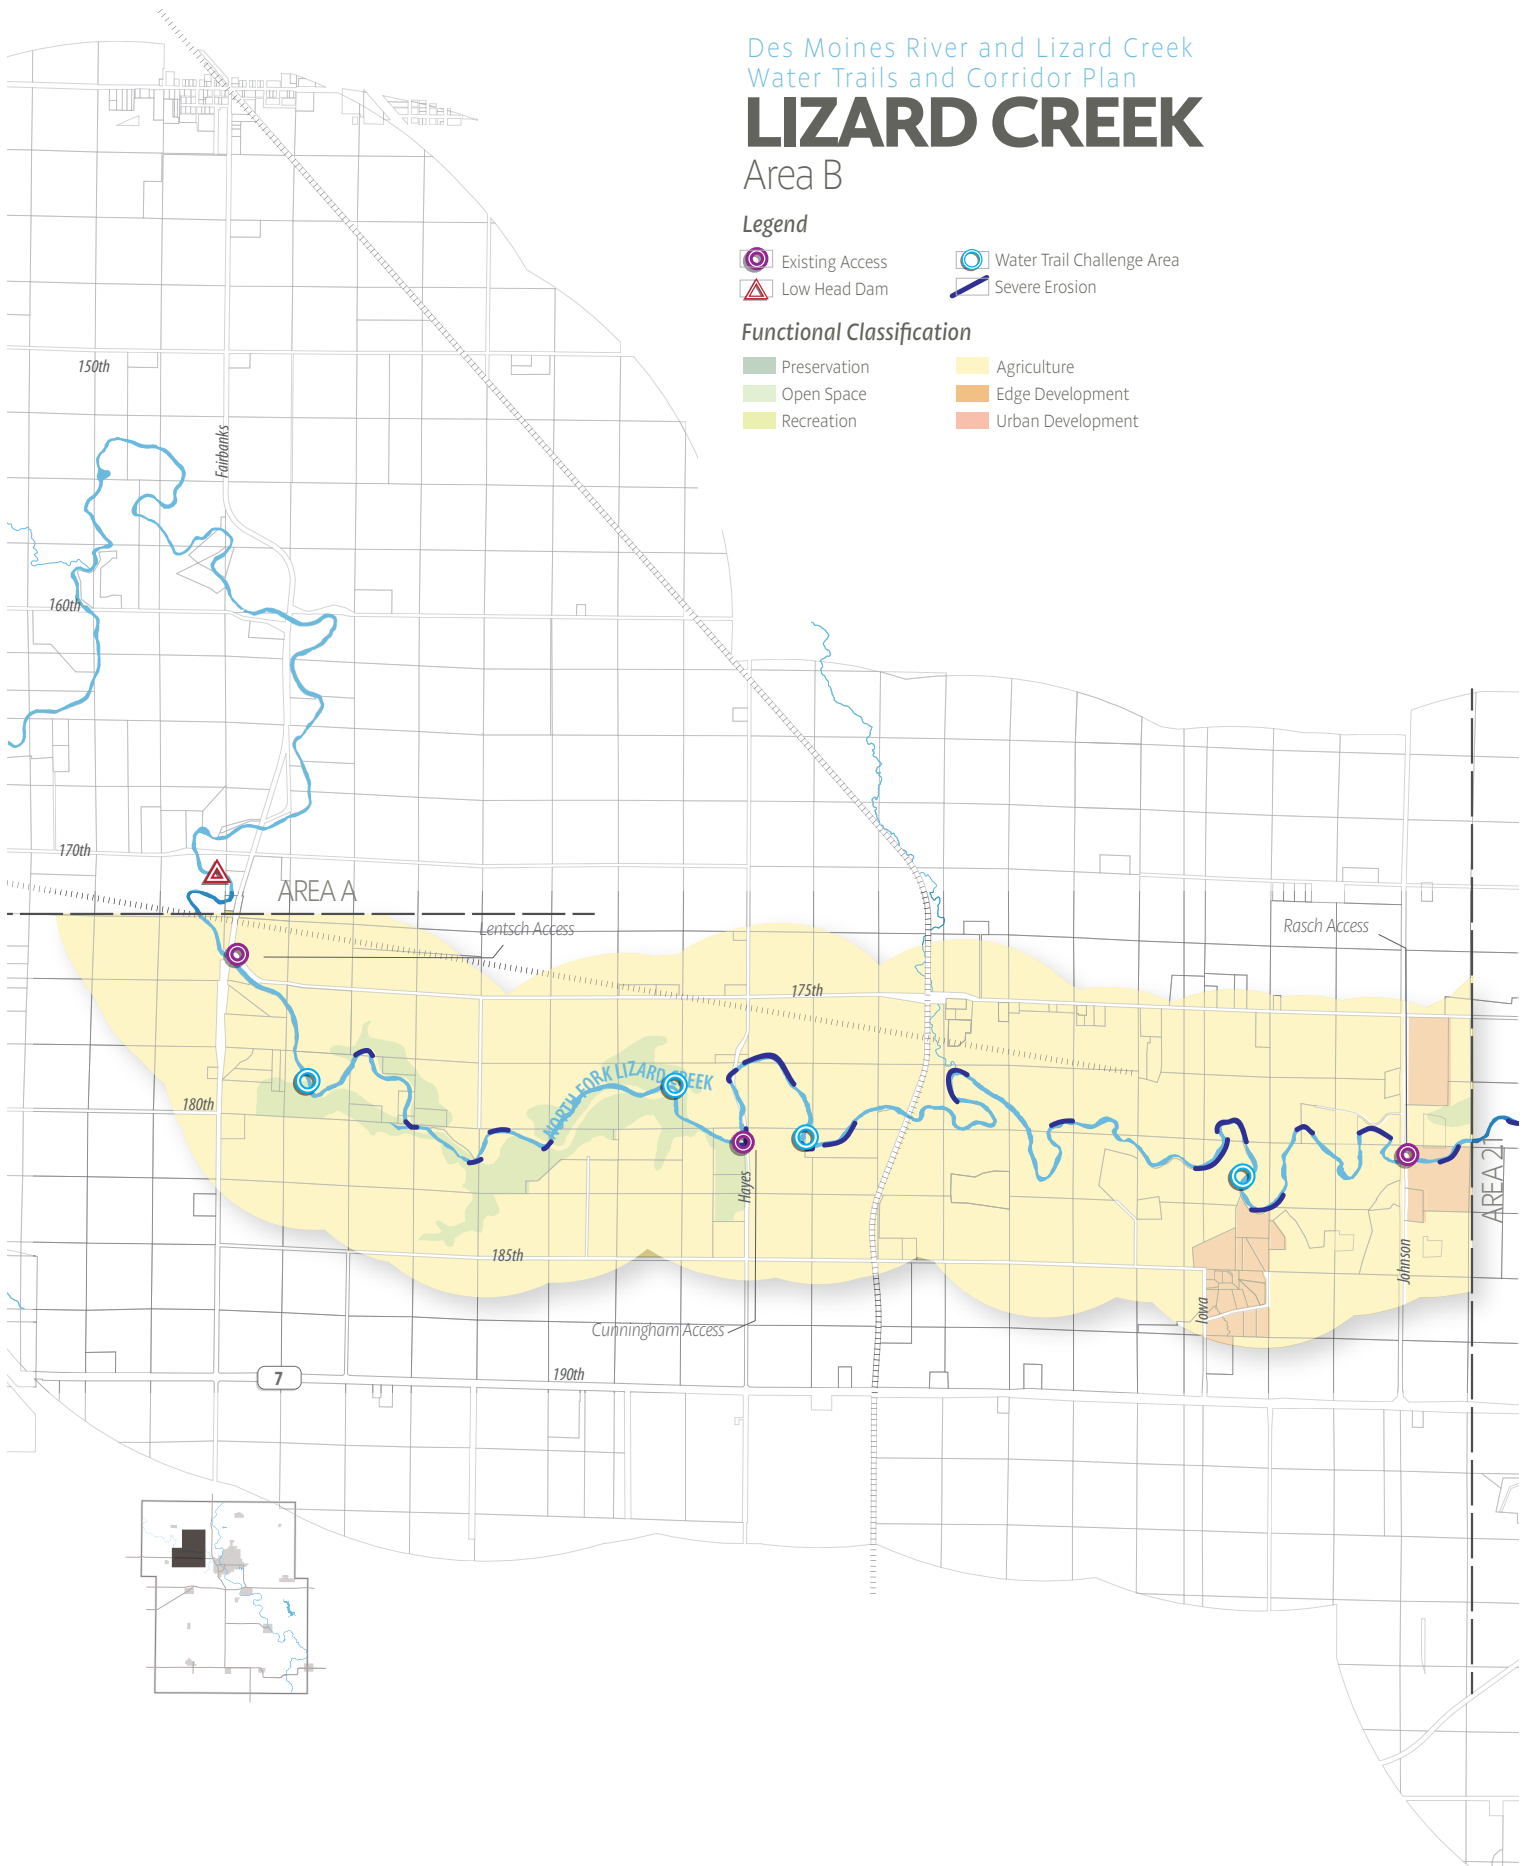 Des Moines River and Lizard Creek
Water Trails and Corridor Plan
LIZARD CREEK
Area B
Legend
Existing Access
Water Trail Challenge Area
Low Head Dam
Severe Erosion
Functional Classification
Preservation
Agriculture
Open Space
Edge Development
Recreation
Urban Development
150th
Fairbanks
160th
170th
AREA A
Lentsch Access
Rasch Access
175th
NORTH FORK LIZARD CREEK
180th
AREA 21
Hayes
185th
Johnson
Iowa
Cunningham Access
7
190th